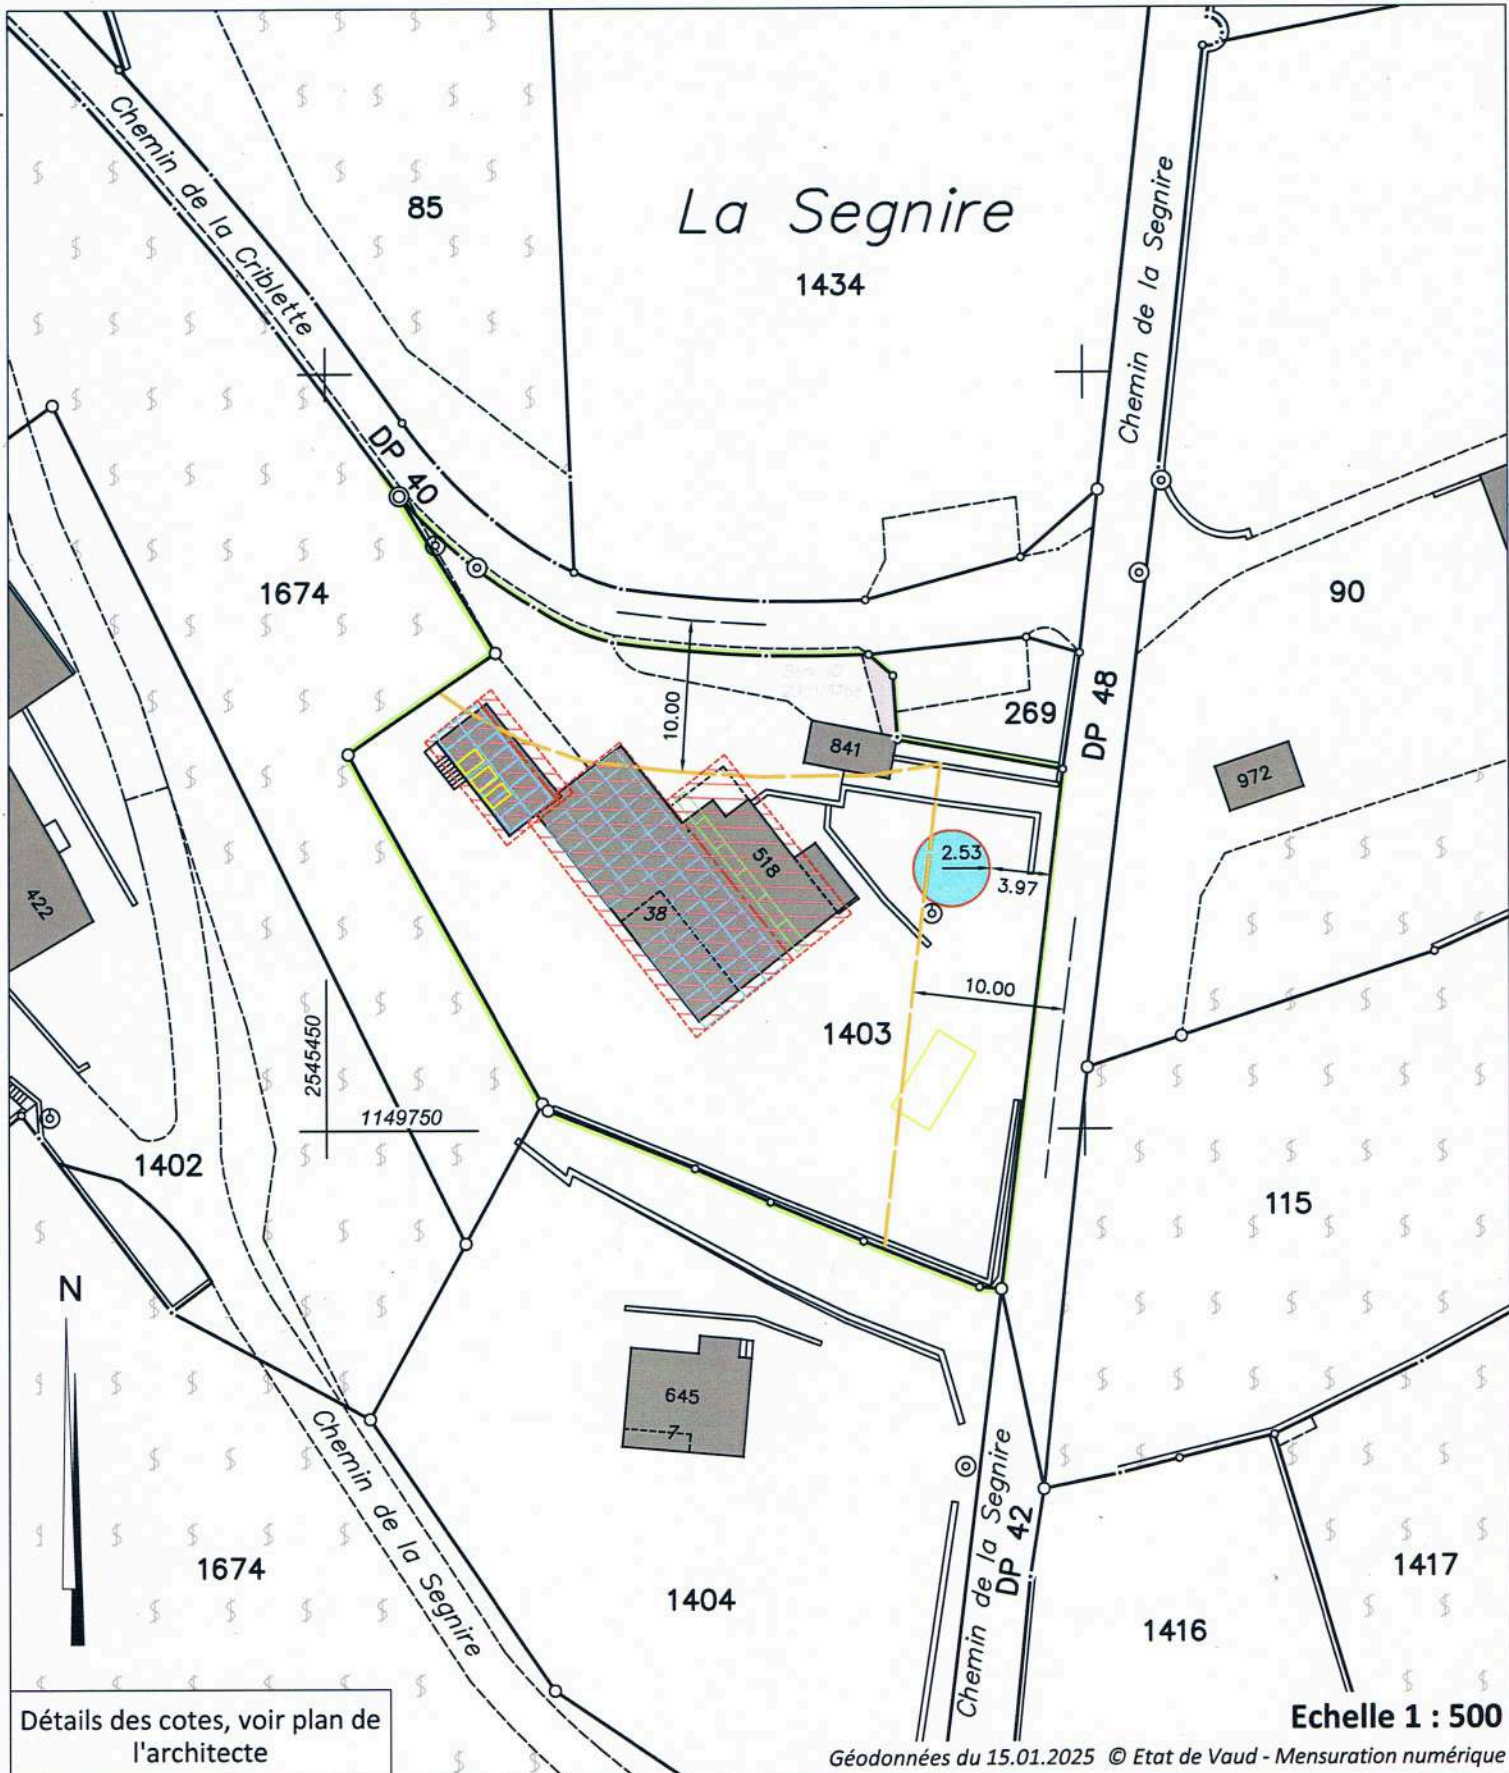 Chemin de la Criblette
85
La Segnire
1434
Chemin de la Segnire
DP 40
1674
90
10.00
269
DP 48
841
972
518
2.53
3.97
38
422
10.00
1403
2545450
1149750
1402
115
N
645
7
Chemin de la Segnire
Chemin de la Segnire
DP 42
1674
1404
1417
1416
Détails des cotes, voir plan de
l'architecte
Echelle 1 : 500
Géodonnées du 15.01.2025 © Etat de Vaud - Mensuration numérique